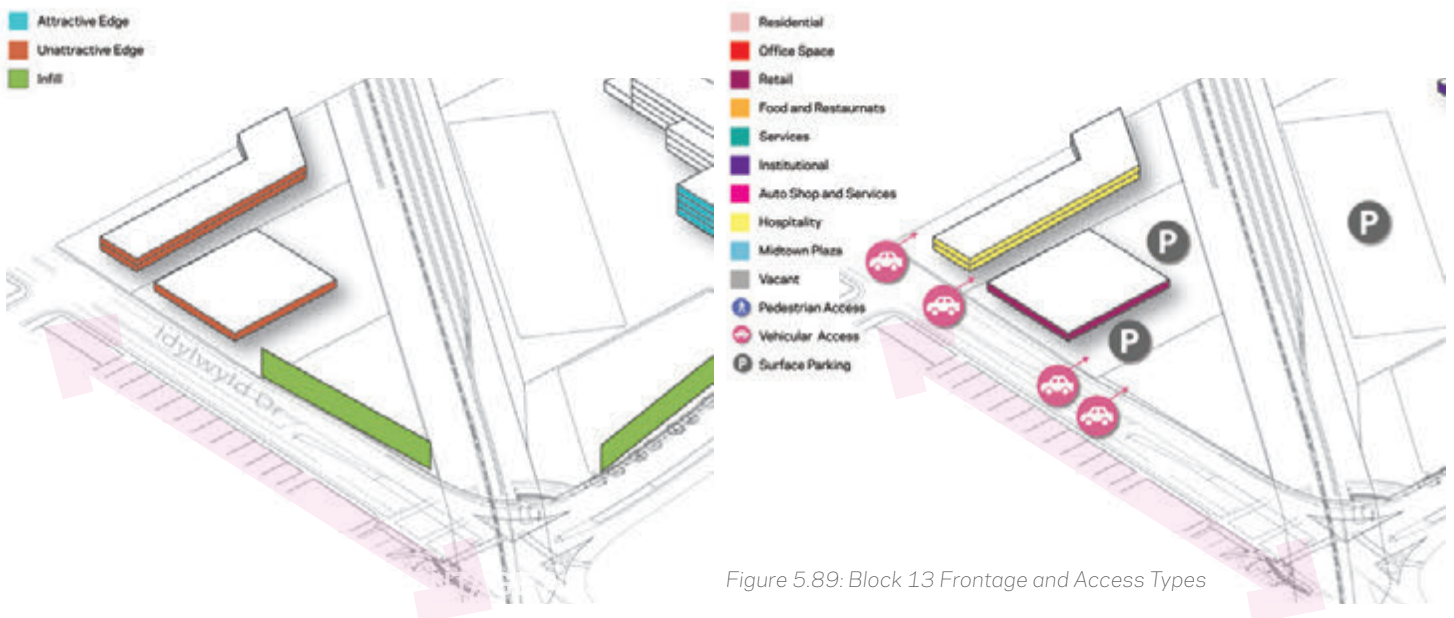 Attractive Edge
Unattractive Edge
Infill
Idylwyld Dr.
Residential
Office Space
Retail
Food and Restaurnats
Services
Institutional
Auto Shop and Services
Hospitality
Midtown Plaza
Vacant
Pedestrian Access
Vehicular Access
P Surface Parking
P
P
P
Figure 5.89: Block 13 Frontage and Access Types